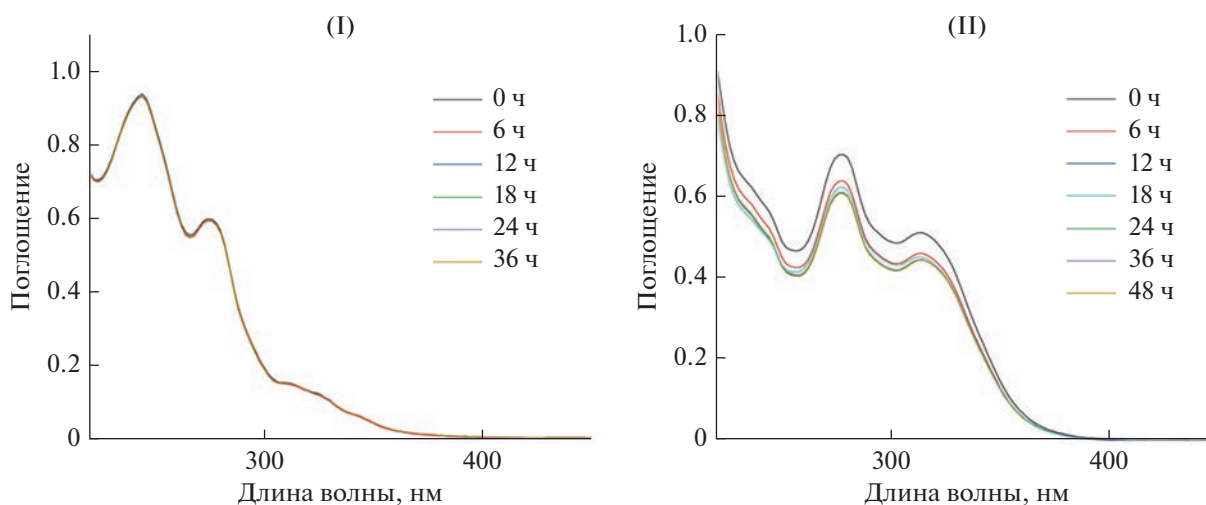 (I)
1.0
0.8
0.6
0.4
0.2
0
300
400
Поглощение
Длина волны, нм
0 ч
6 ч
12 ч
18 ч
24 ч
36 ч
(II)
1.0
0.8
0.6
0.4
0.2
0
300
400
Поглощение
Длина волны, нм
0 ч
6 ч
12 ч
18 ч
24 ч
36 ч
48 ч